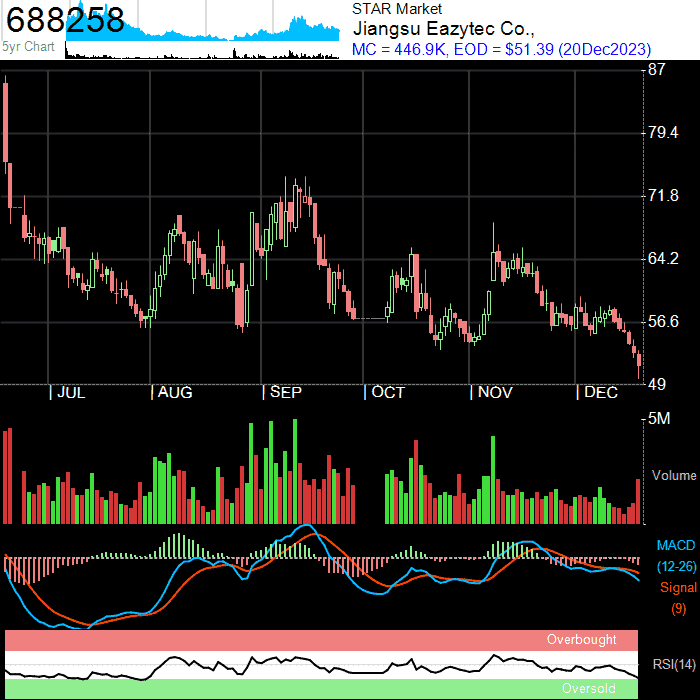 688258
5yr Chart
STAR Market
Jiangsu Eazytec Co.,
MC = 446.9K, EOD = $51.39 (20Dec2023)
87
79.4
71.8
64.2
56.6
49
JUL AUG SEP OCT NOV DEC
5M
Volume
MACD
(12-26)
Signal
(9)
Overbought
RSI(14)
Oversold